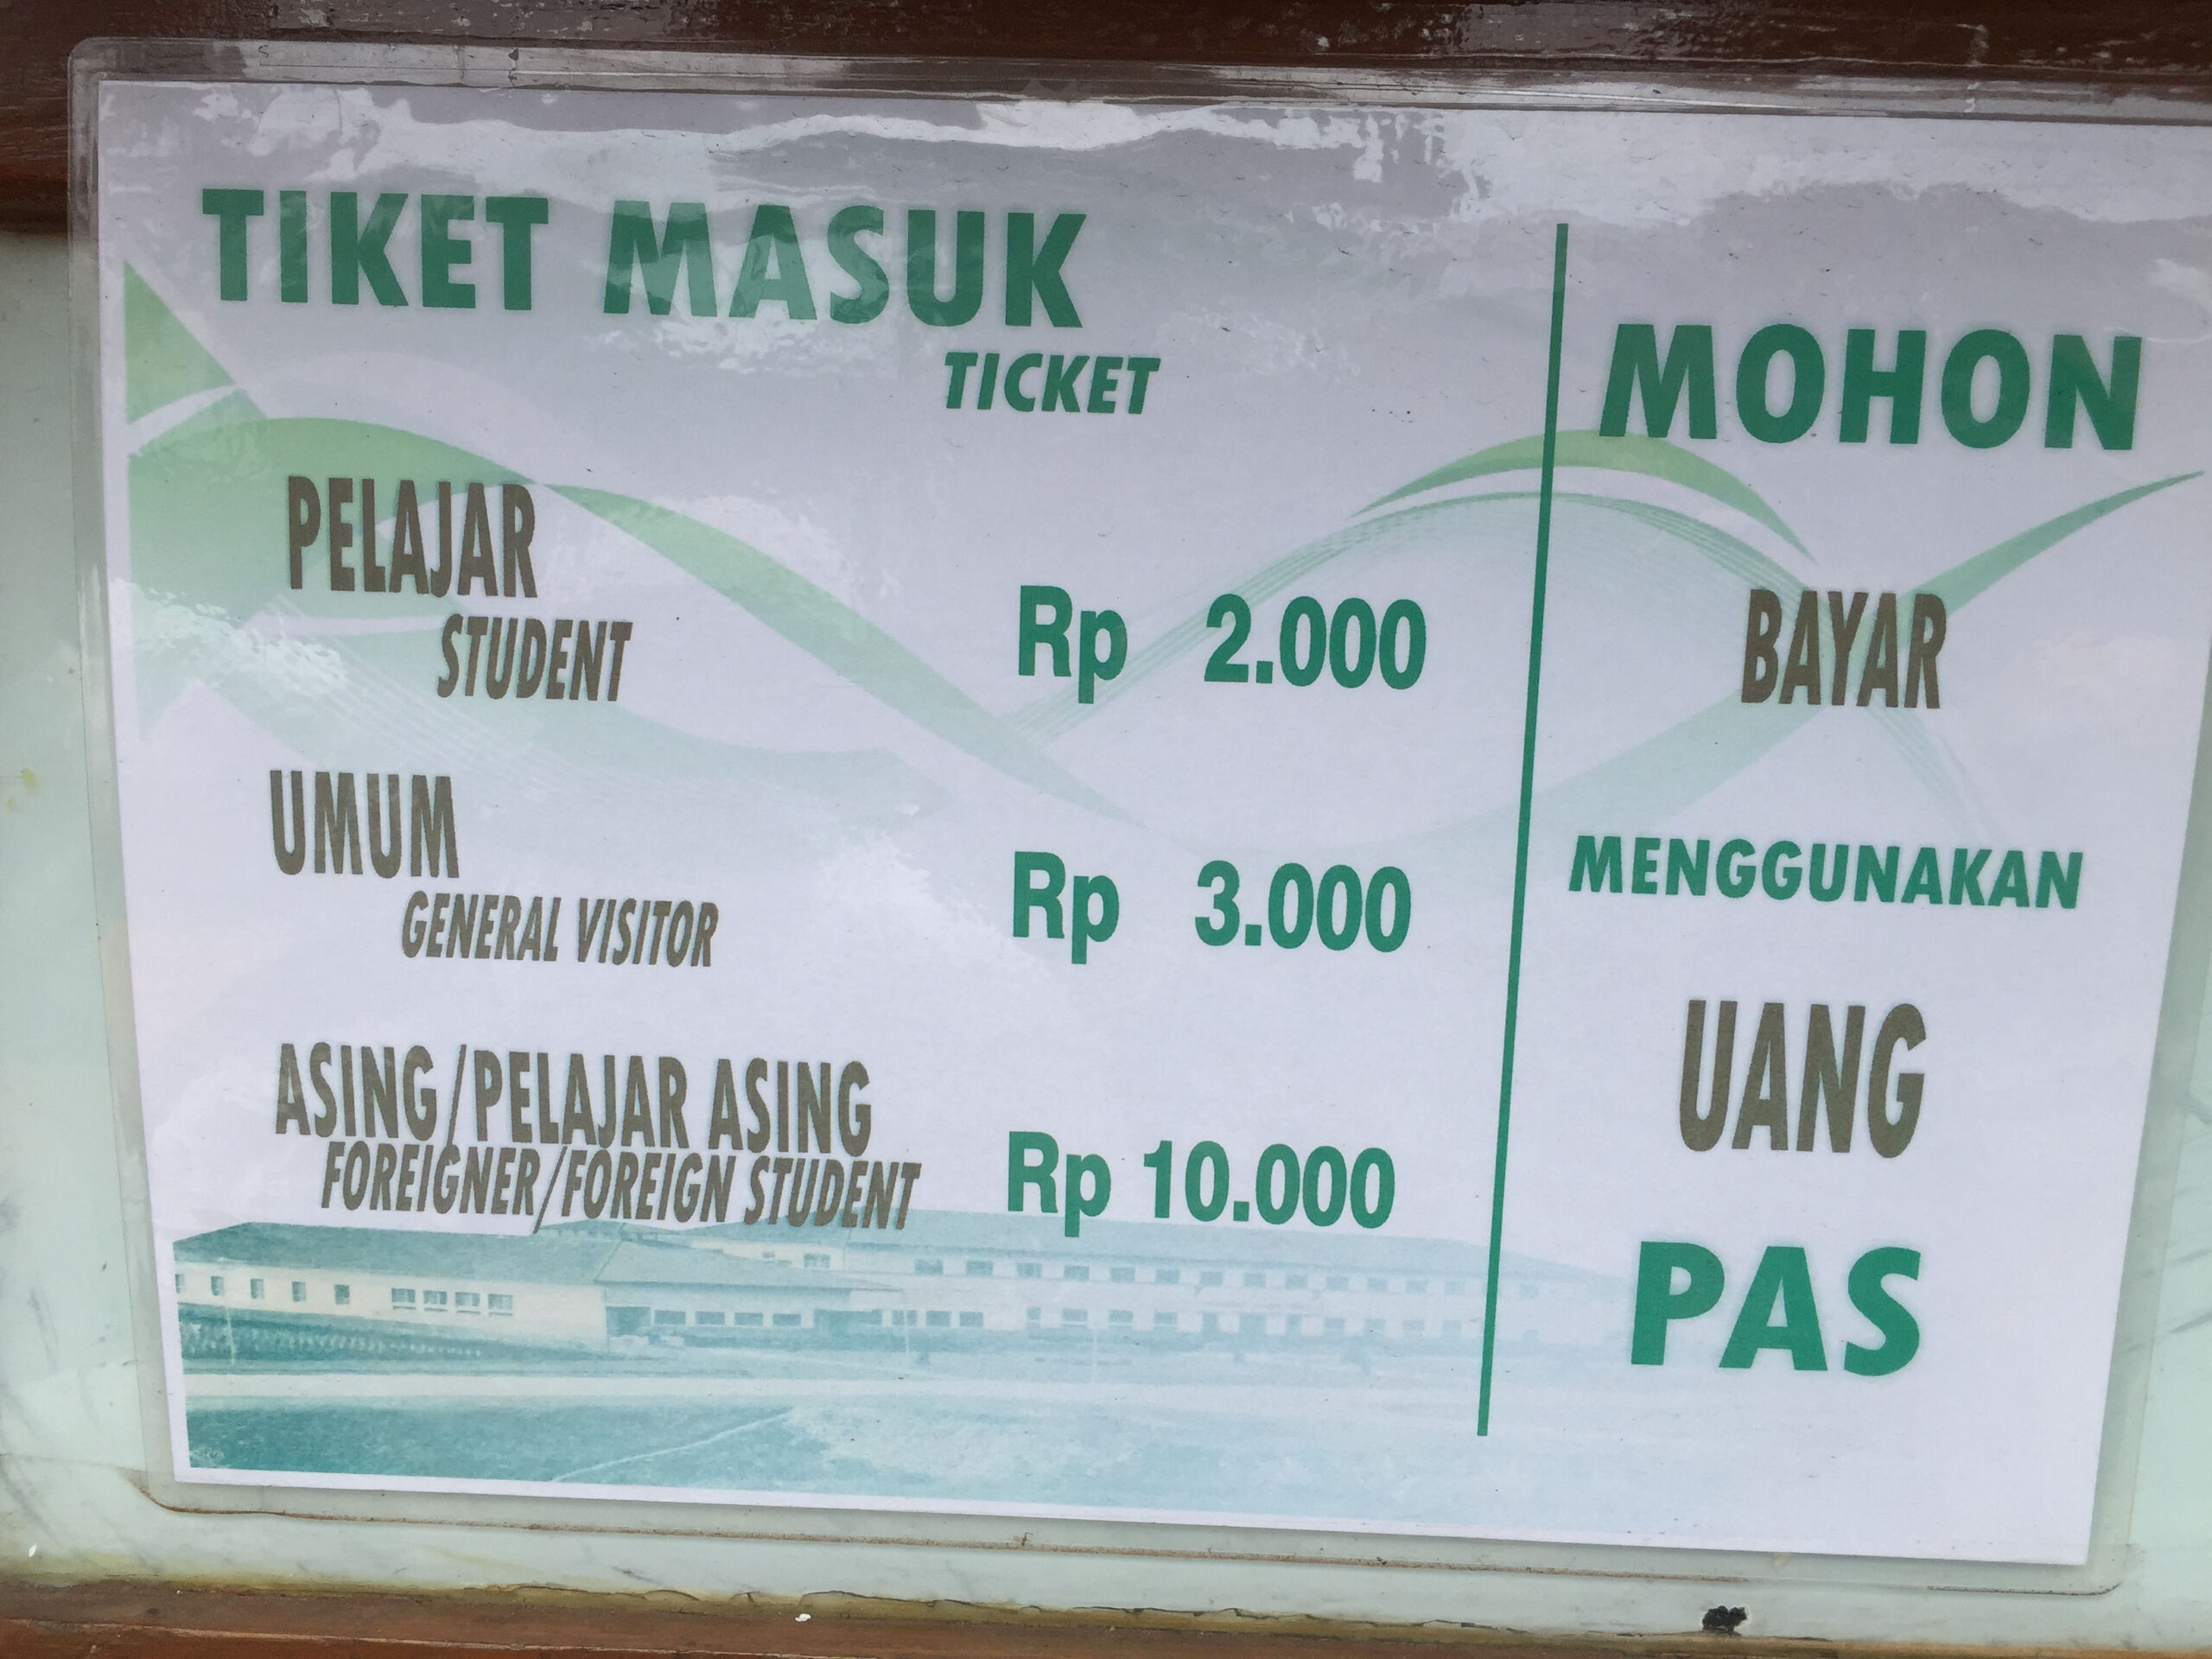 TIKET MASUK
TICKET
PELAJAR
STUDENT
Rp 2.000
UMUM
GENERAL VISITOR
Rp 3.000
ASING/PELAJAR ASING
FOREIGNER/FOREIGN STUDENT
Rp 10.000
MOHON
BAYAR
MENGGUNAKAN
UANG
PAS